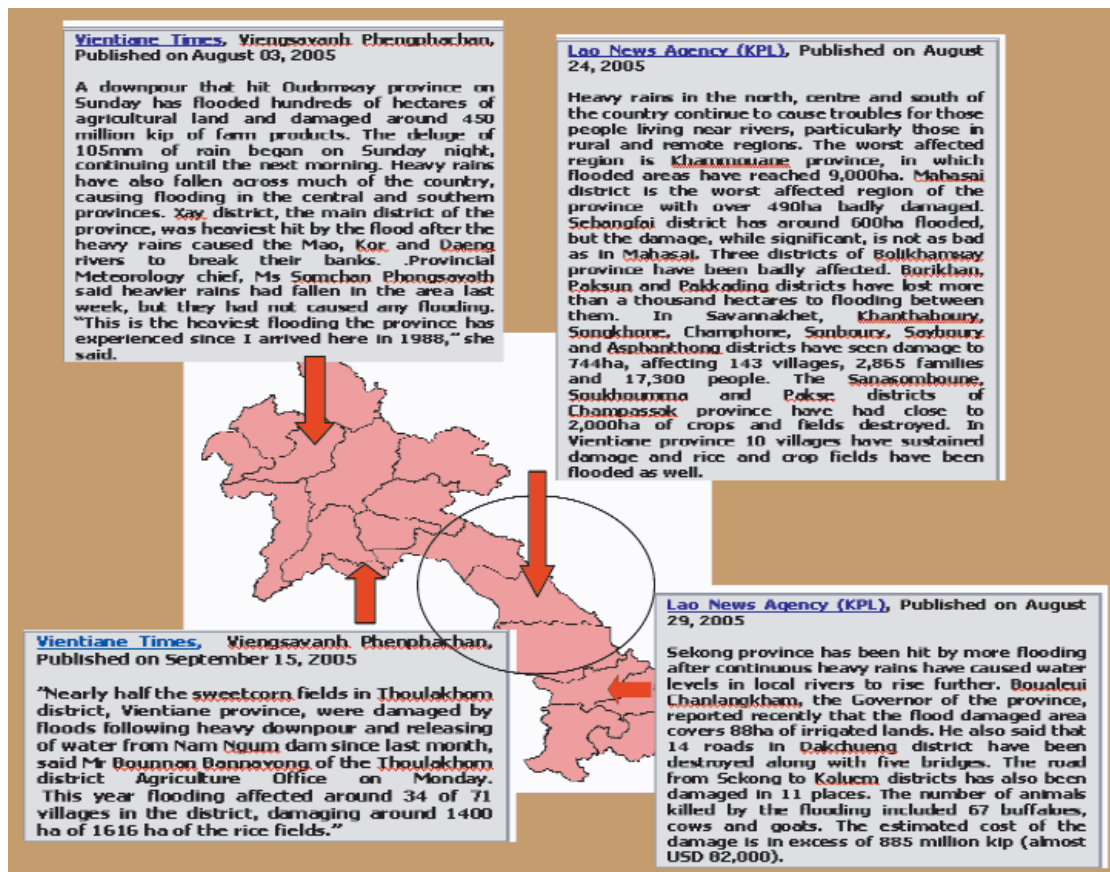 Vientiane Times, Viengsavanh Phengphachan,
Published on August 03, 2005
A downpour that hit Oudomxay province on
Sunday has flooded hundreds of hectares of
agricultural land and damaged around 450
million kip of farm products. The deluge of
105mm of rain began on Sunday night,
continuing until the next morning. Heavy rains
have also fallen across much of the country,
causing flooding in the central and southern
provinces. Xay district, the main district of the
province, was heaviest hit by the flood after the
heavy rains caused the Mao, Kor and Daeng
rivers to break their banks. .Provincial
Meteorology chief, Ms Somchan Phongsavath
said heavier rains had fallen in the area last
week, but they had not caused any flooding.
"This is the heaviest flooding the province has
experienced since I arrived here in 1988," she
said.
Lao News Agency (KPL), Published on August
24, 2005
Heavy rains in the north, centre and south of
the country continue to cause troubles for those
people living near rivers, particularly those in
rural and remote regions. The worst affected
region is Khammouane province, in which
flooded areas have reached 9,000ha. Mahasai
district is the worst affected region of the
province with over 490ha badly damaged.
Sebangfai district has around 600ha flooded,
but the damage, while significant, is not as bad
as in Mahasai. Three districts of Bolikhamxay
province have been badly affected. Borikhan,
Paksun and Pakkading districts have lost more
than a thousand hectares to flooding between
them. In Savannakhet, Khanthaboury,
Songkhone, Champhone, Sonboury, Sayboury
and Asphanthong districts have seen damage to
744ha, affecting 143 villages, 2,865 families
and 17,300 people. The Sanasomboune,
Soukhoumma and Pakse districts of
Champassak province have had close to
2,000ha of crops and fields destroyed. In
Vientiane province 10 villages have sustained
damage and rice and crop fields have been
flooded as well.
Vientiane Times, Viengsavanh Phenphachan,
Published on September 15, 2005
"Nearly half the sweetcorn fields in Thoulakhom
district, Vientiane province, were damaged by
floods following heavy downpour and releasing
of water from Nam Ngum dam since last month,
said Mr Bounnan Bannavong of the Thoulakhom
district Agriculture Office on Monday.
This year flooding affected around 34 of 71
villages in the district, damaging around 1400
ha of 1616 ha of the rice fields."
Lao News Agency (KPL), Published on August
29, 2005
Sekong province has been hit by more flooding
after continuous heavy rains have caused water
levels in local rivers to rise further. Boualeui
Chanlangkham, the Governor of the province,
reported recently that the flood damaged area
covers 88ha of irrigated lands. He also said that
14 roads in Dakchueng district have been
destroyed along with five bridges. The road
from Sekong to Kaluem districts has also been
damaged in 11 places. The number of animals
killed by the flooding included 67 buffaloes,
cows and goats. The estimated cost of the
damage is in excess of 885 million kip (almost
USD 82,000).